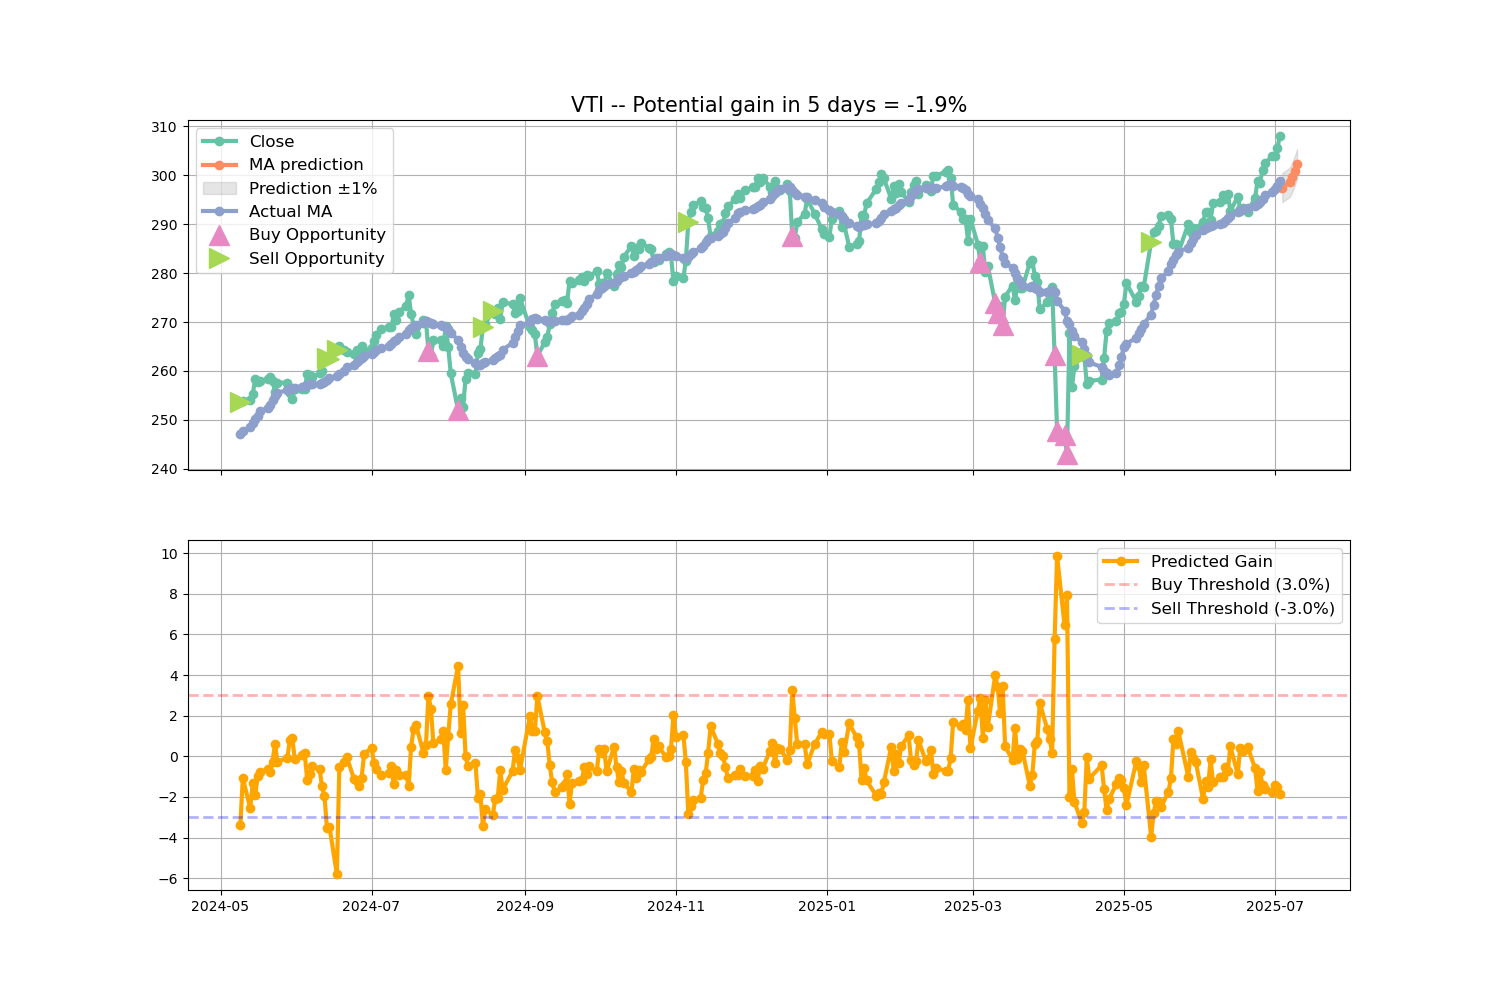 VTI -- Potential gain in 5 days = -1.9%
310
300
290
280
270
260
250
240
Close
MA prediction
Prediction ±1%
Actual MA
Buy Opportunity
Sell Opportunity
10
8
6
4
2
0
−2
−4
−6
Predicted Gain
Buy Threshold (3.0%)
Sell Threshold (-3.0%)
2024-05
2024-07
2024-09
2024-11
2025-01
2025-03
2025-05
2025-07